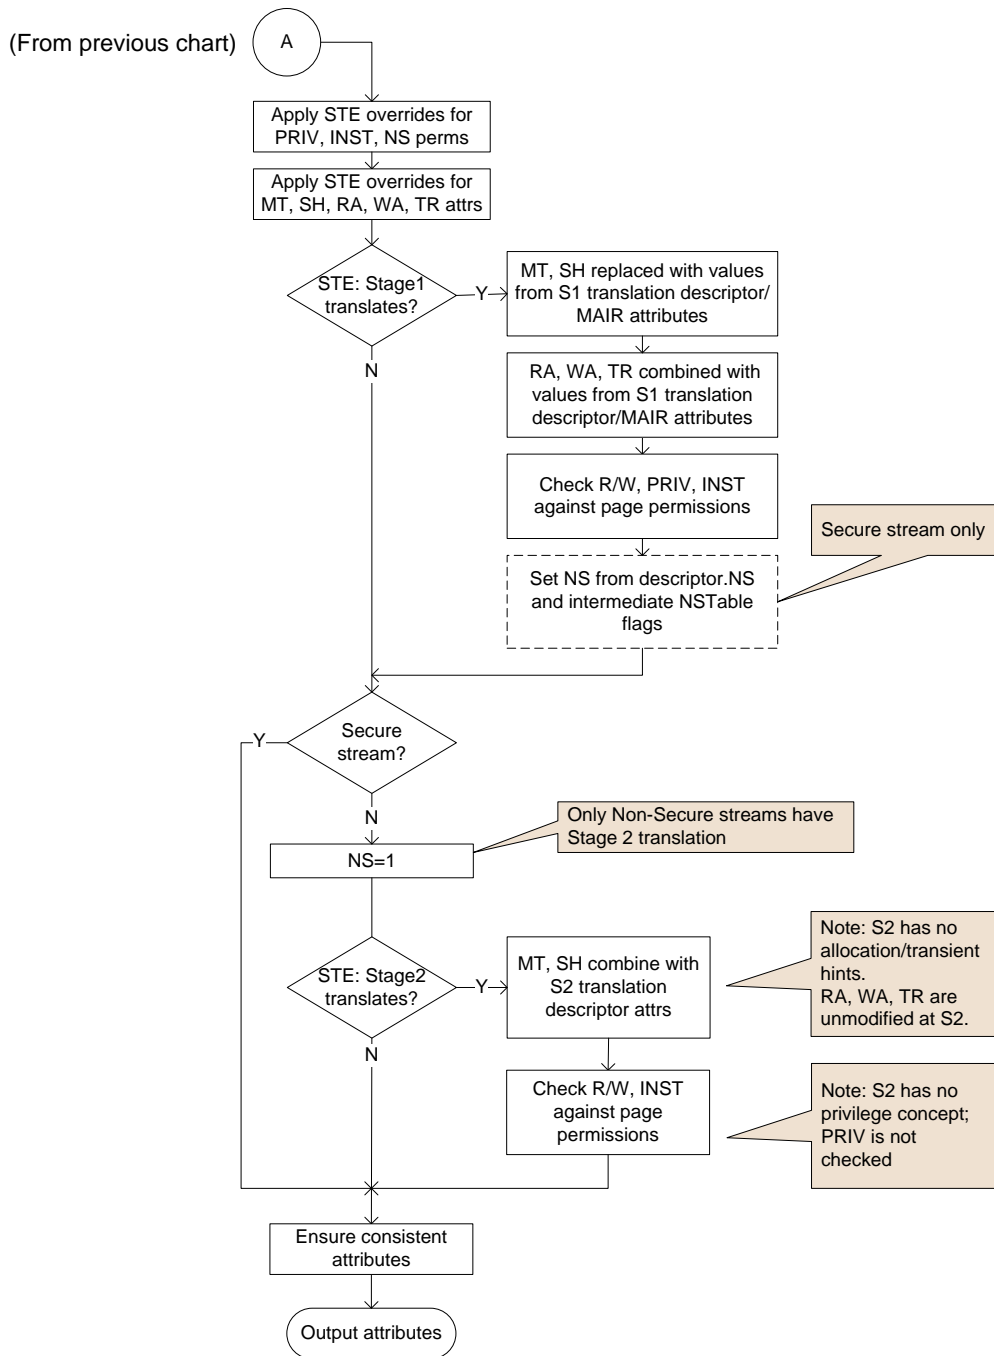 (From previous chart)
A
Apply STE overrides for
PRIV, INST, NS perms
Apply STE overrides for
MT, SH, RA, WA, TR attrs
STE: Stage1
translates?
Y
N
MT, SH replaced with values
from S1 translation descriptor/
MAIR attributes
RA, WA, TR combined with
values from S1 translation
descriptor/MAIR attributes
Check R/W, PRIV, INST
against page permissions
Secure stream only
Set NS from descriptor.NS
and intermediate NSTable
flags
Secure
stream?
Y
N
Only Non-Secure streams have
Stage 2 translation
NS=1
STE: Stage2
translates?
Y
N
MT, SH combine with
S2 translation
descriptor attrs
Note: S2 has no
allocation/transient
hints.
RA, WA, TR are
unmodified at S2.
Check R/W, INST
against page
permissions
Note: S2 has no
privilege concept;
PRIV is not
checked
Ensure consistent
attributes
Output attributes